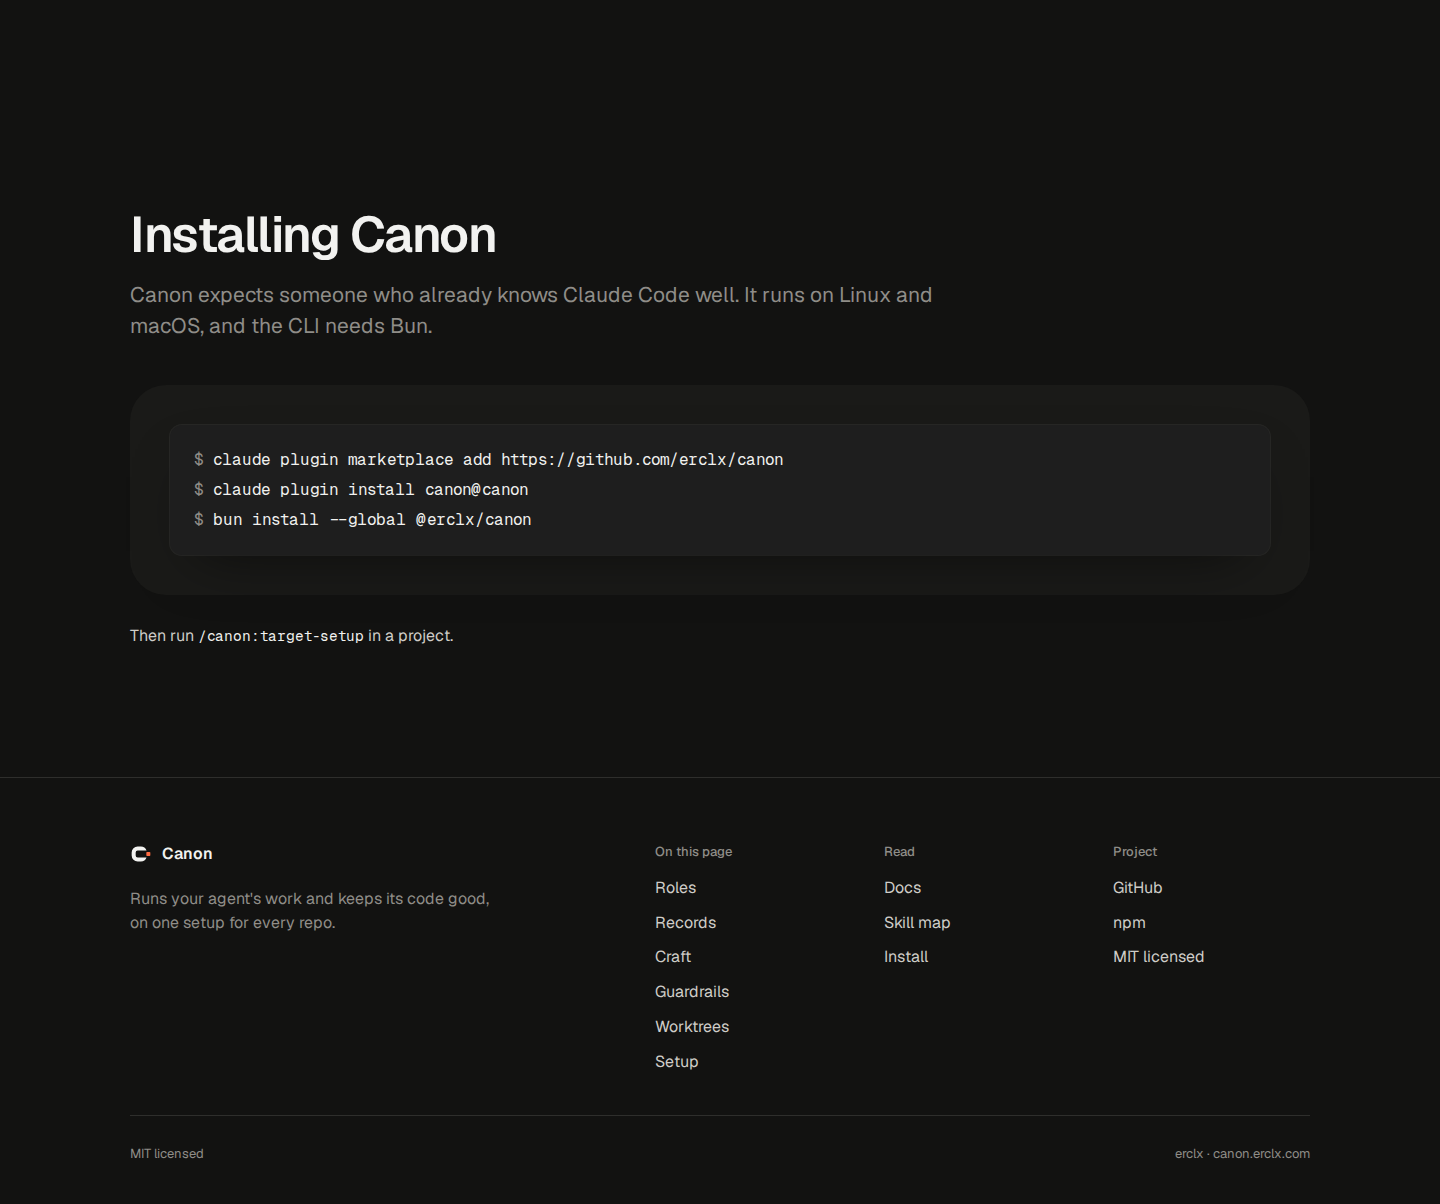 Installing Canon
Canon expects someone who already knows Claude Code well. It runs on Linux and
macOS, and the CLI needs Bun.
$ claude plugin marketplace add https://github.com/erclx/canon
$ claude plugin install canon@canon
$ bun install --global @erclx/canon
Then run /canon:target-setup in a project.
Canon
Runs your agent's work and keeps its code good,
on one setup for every repo.
On this page
Roles
Records
Craft
Guardrails
Worktrees
Setup
Read
Docs
Skill map
Install
Project
GitHub
npm
MIT licensed
MIT licensed
erclx · canon.erclx.com